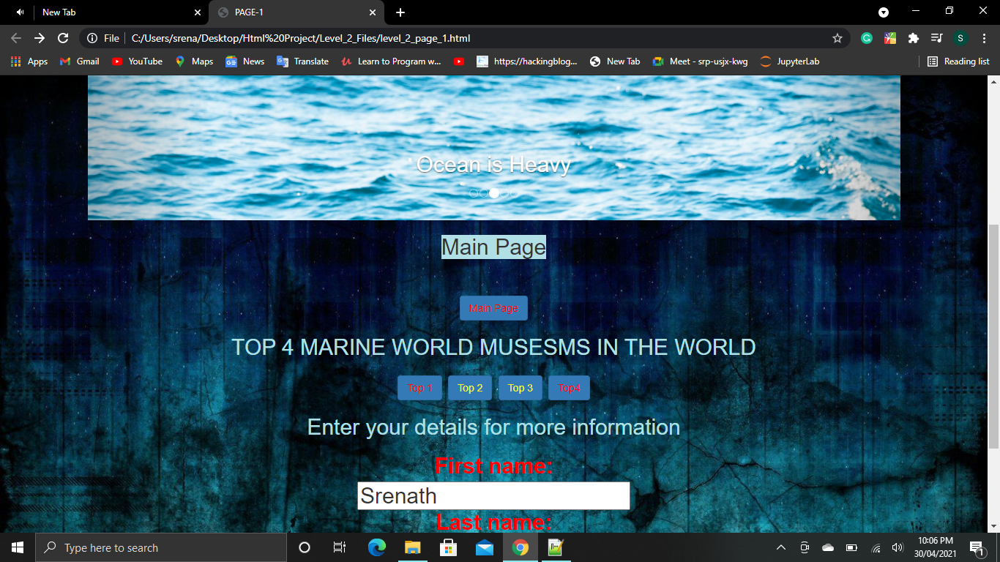 New Tab
PAGE-1
File
C:/Users/srena/Desktop/Html%20Project/Level_2_Files/level_2_page_1.html
S
Apps
Gmail
YouTube
Maps
News
Translate
Learn to Program w...
https://hackingblog...
New Tab
Meet - srp-usjx-kwg
JupyterLab
Reading list
Ocean is Heavy
Main Page
Main Page
TOP 4 MARINE WORLD MUSESMS IN THE WORLD
Top 1
Top 2
Top 3
Top4
Enter your details for more information
First name:
Srenath
Last name:
Type here to search
10:06 PM
30/04/2021
1